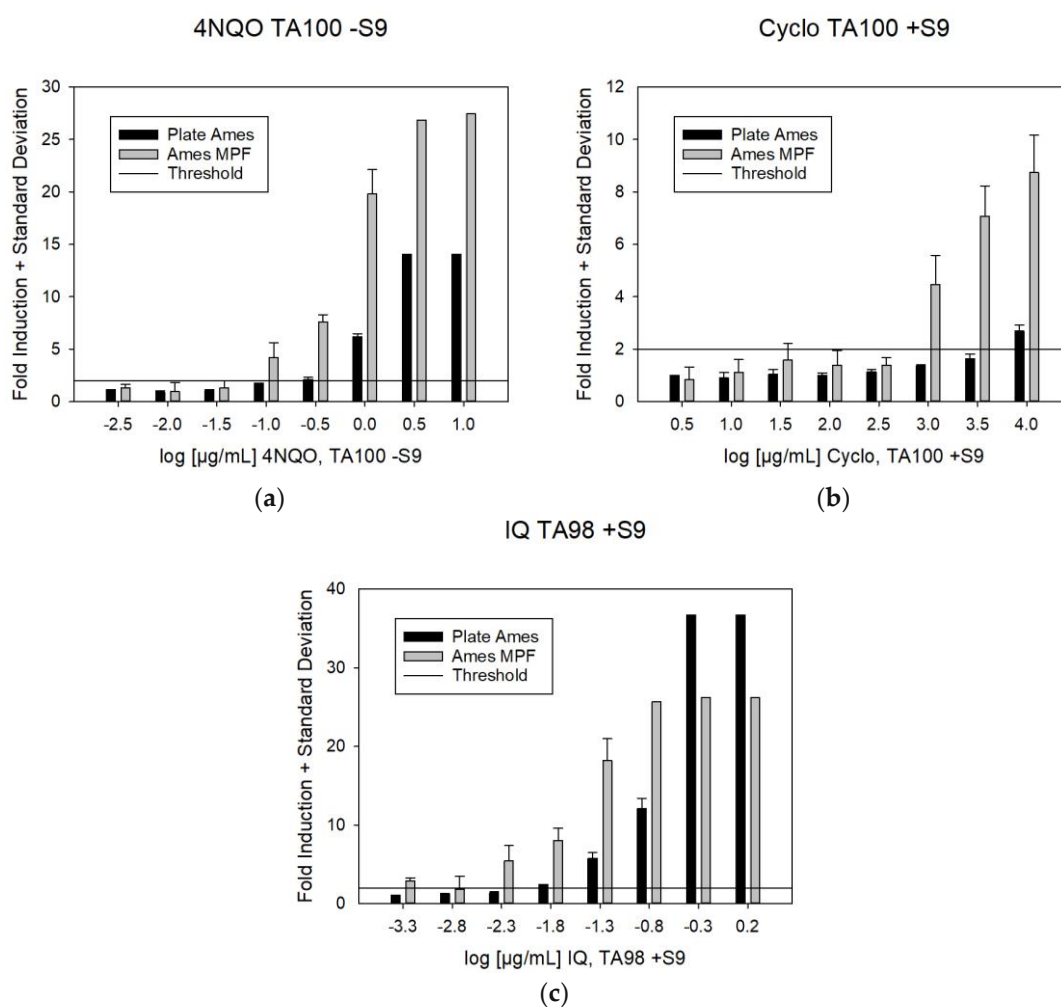 4NQO TA100 -S9
Fold Induction + Standard Deviation
30
25
20
15
10
5
0
Plate Ames
Ames MPF
Threshold
-2.5 -2.0 -1.5 -1.0 -0.5 0.0 0.5 1.0
log [µg/mL] 4NQO, TA100 -S9
(a)
Cyclo TA100 +S9
Fold Induction + Standard Deviation
12
10
8
6
4
2
0
Plate Ames
Ames MPF
Threshold
0.5 1.0 1.5 2.0 2.5 3.0 3.5 4.0
log [µg/mL] Cyclo, TA100 +S9
(b)
IQ TA98 +S9
Fold Induction + Standard Deviation
40
30
20
10
0
Plate Ames
Ames MPF
Threshold
-3.3 -2.8 -2.3 -1.8 -1.3 -0.8 -0.3 0.2
log [µg/mL] IQ, TA98 +S9
(c)